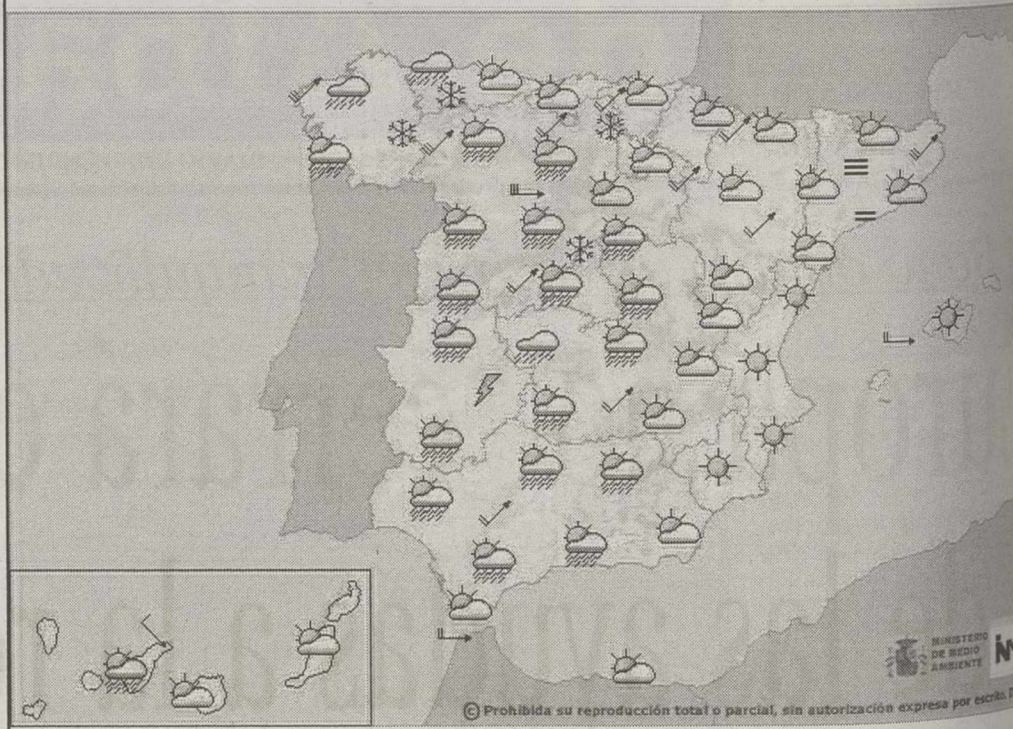 MINISTERIO
DE MEDIO
AMBIENTE
© Prohibida su reproducción total o parcial, sin autorización expresa por escrito.